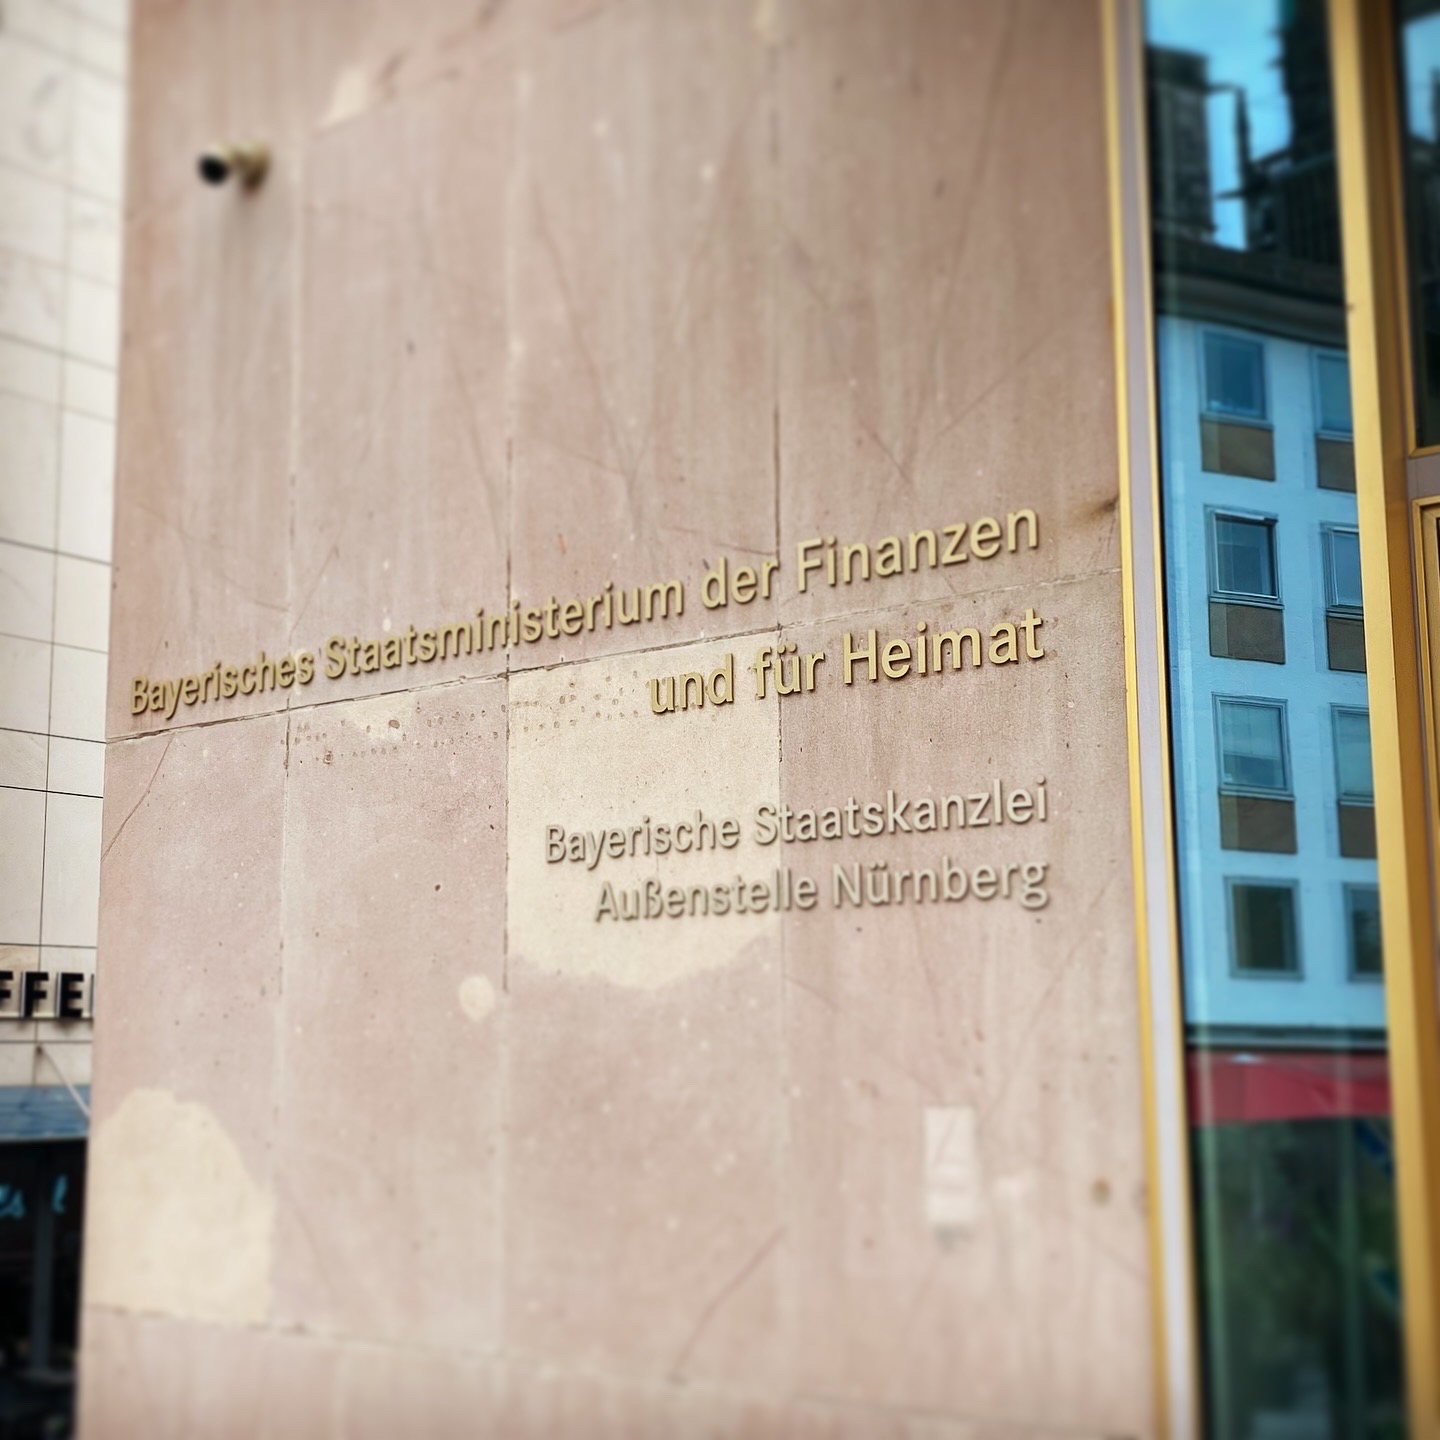 Bayerisches Staatsministerium der Finanzen
und für Heimat
Bayerische Staatskanzlei
Außenstelle Nürnberg